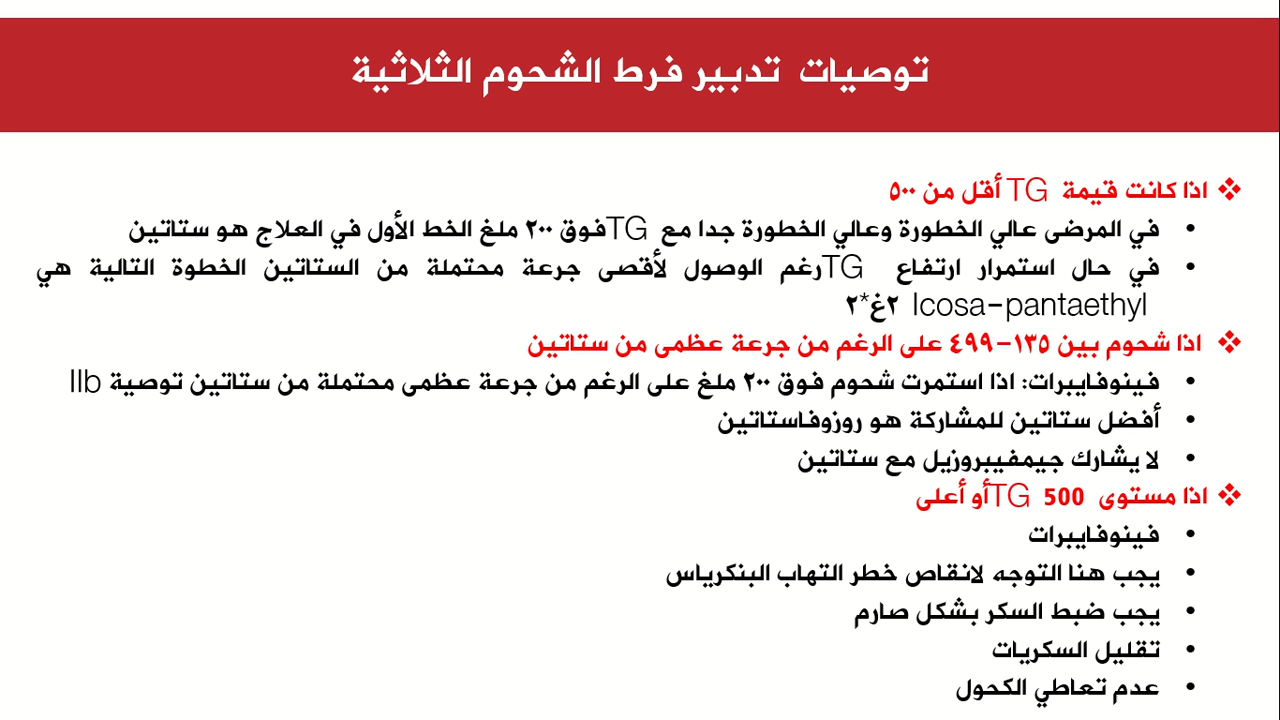 توصيات تدبير فرط الشحوم الثلاثية
❖ اذا كانت قيمة TG أقل من ٥٠٠
• في المرضى عالي الخطورة وعالي الخطورة جدا مع TGفوق ٢٠٠ ملغ الخط الأول في العلاج هو ستاتين
• في حال استمرار ارتفاع TGرغم الوصول لأقصى جرعة محتملة من الستاتين الخطوة التالية هي
Icosa-pantaethyl ٢غ*٢
❖ اذا شحوم بين ١٣٥-٤٩٩ على الرغم من جرعة عظمى من ستاتين
• فينوفايبرات: اذا استمرت شحوم فوق ٢٠٠ ملغ على الرغم من جرعة عظمى محتملة من ستاتين توصية IIb
• أفضل ستاتين للمشاركة هو روزوفاستاتين
• لا يشارك جيمفيبروزيل مع ستاتين
❖ اذا مستوى TG 500أو أعلى
• فينوفايبرات
• يجب هنا التوجه لانقاص خطر التهاب البنكرياس
• يجب ضبط السكر بشكل صارم
• تقليل السكريات
• عدم تعاطي الكحول